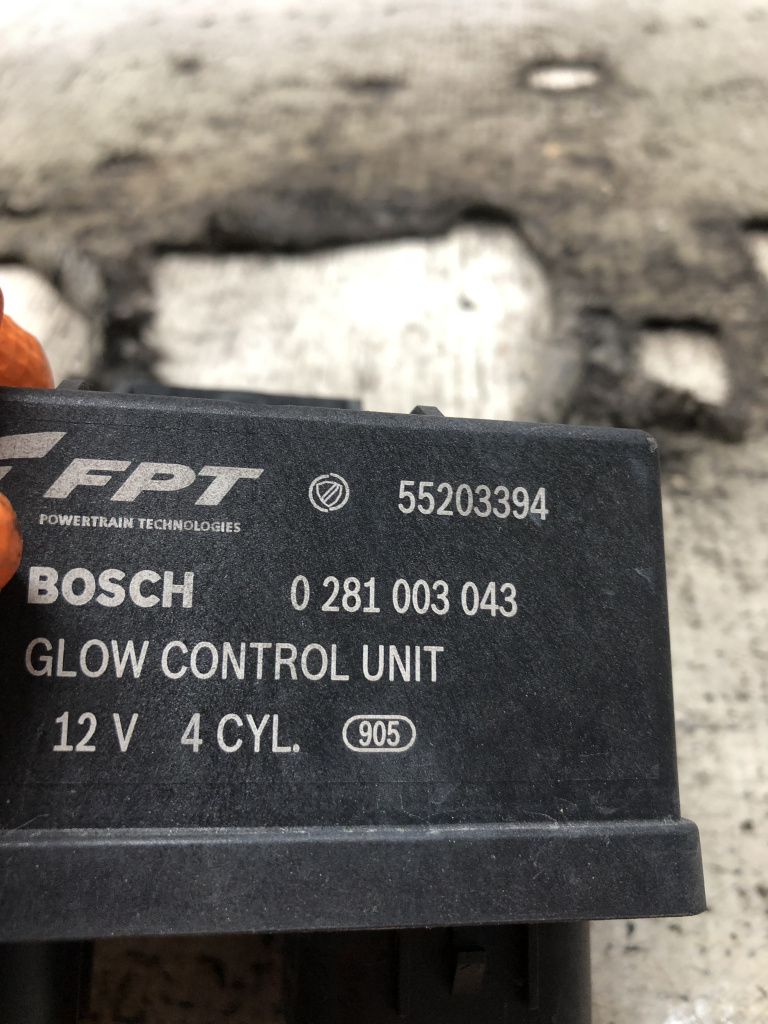 FPT 55203394
POWERTRAIN TECHNOLOGIES
BOSCH 0 281 003 043
GLOW CONTROL UNIT
12 V 4 CYL. 905